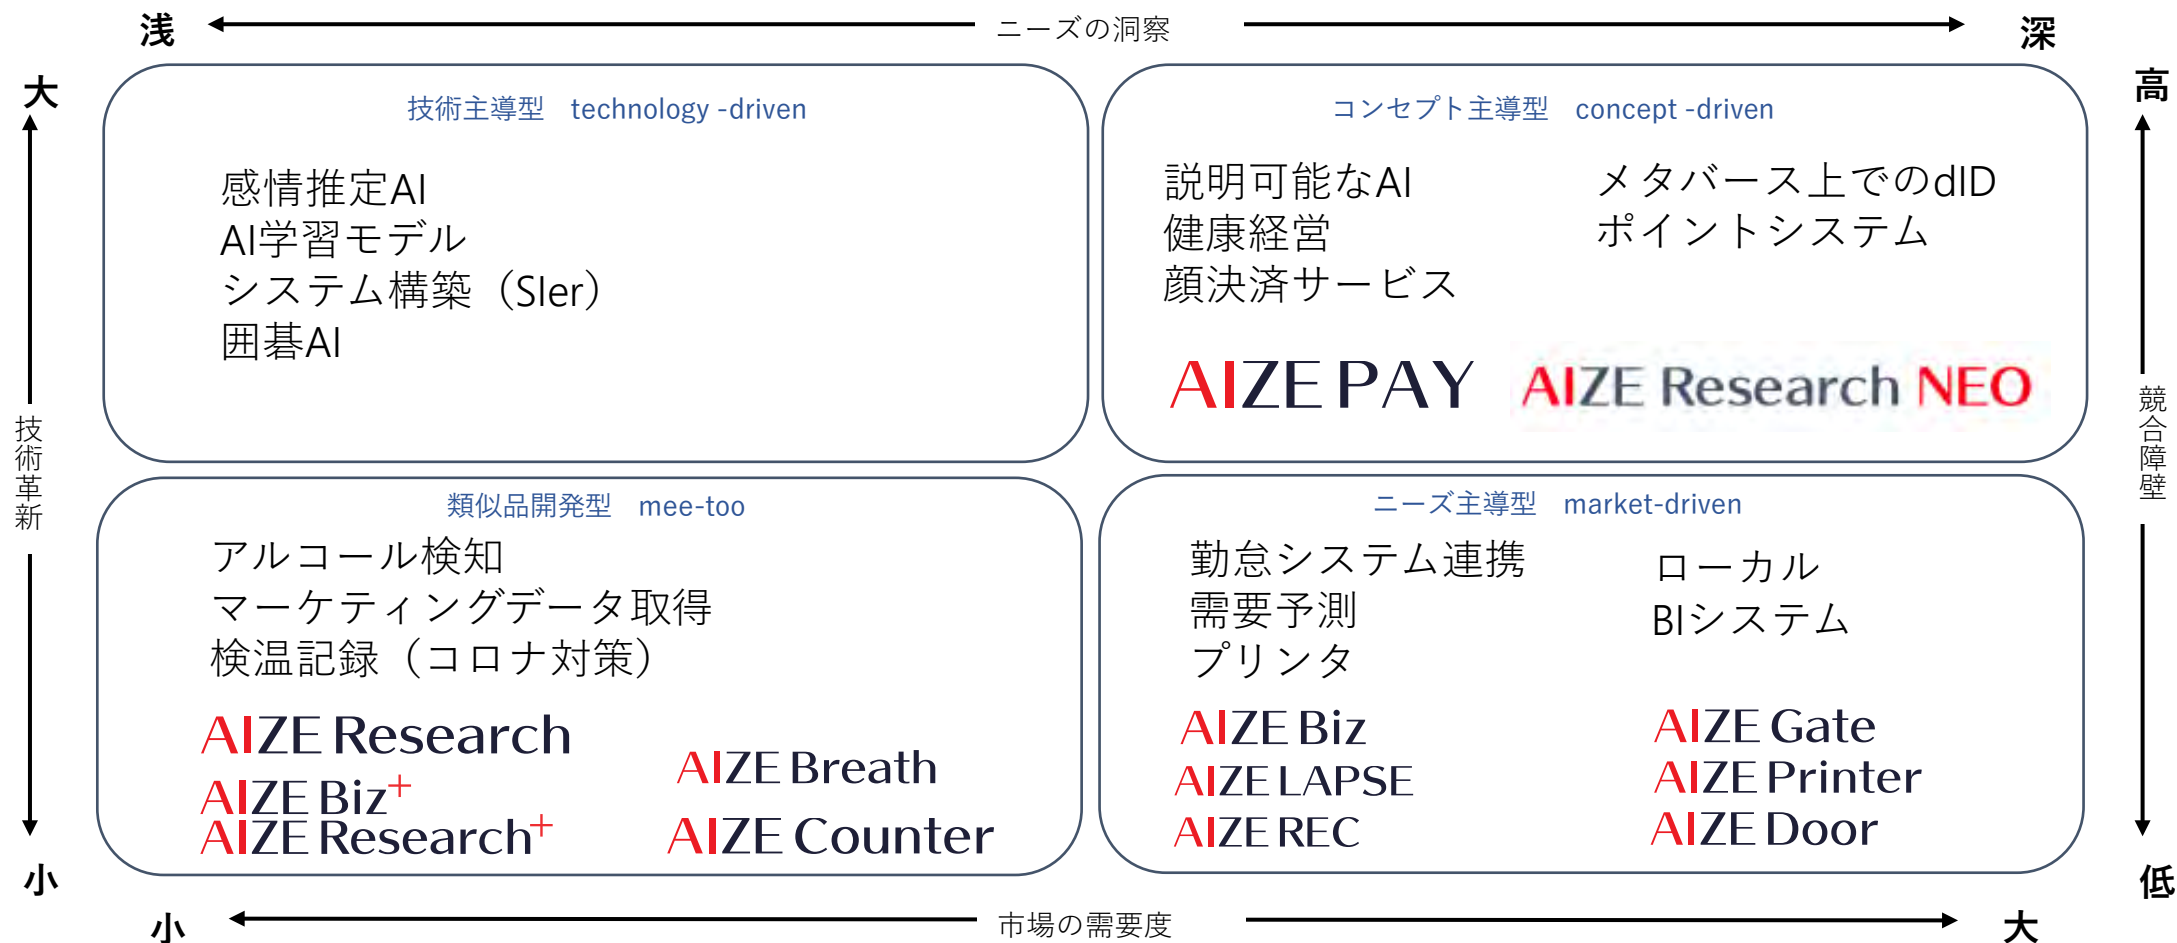 浅 ニーズの洞察 深
大
高
技術主導型 technology -driven
感情推定AI
AI学習モデル
システム構築（SIer）
囲碁AI
コンセプト主導型 concept -driven
説明可能なAI
健康経営
顔決済サービス
メタバース上でのdID
ポイントシステム
AIZE PAY
AIZE Research NEO
技術革新
競合障壁
類似品開発型 mee-too
アルコール検知
マーケティングデータ取得
検温記録（コロナ対策）
AIZE Research
AIZE Biz+
AIZE Research+
AIZE Breath
AIZE Counter
ニーズ主導型 market-driven
勤怠システム連携
需要予測
プリンタ
ローカル
BIシステム
AIZE Biz
AIZE LAPSE
AIZE REC
AIZE Gate
AIZE Printer
AIZE Door
小
低
小 市場の需要度 大